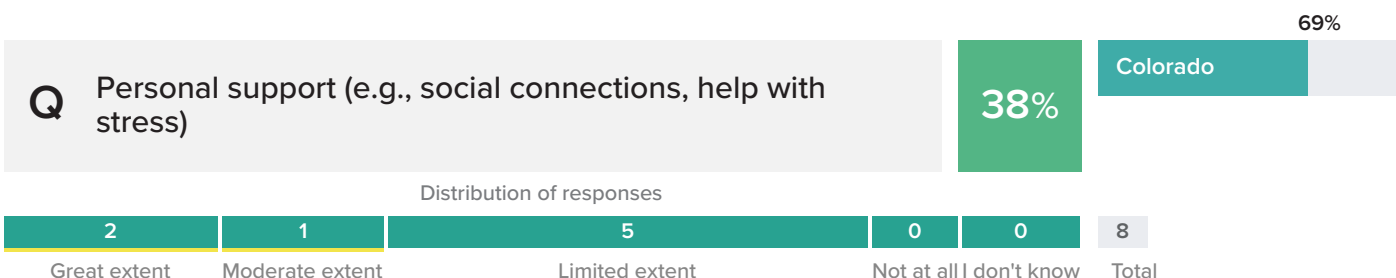 69%
Q Personal support (e.g., social connections, help with
stress)
38%
Colorado
Distribution of responses
2 1 5 0 0 8
Great extent Moderate extent Limited extent Not at all I don't know Total